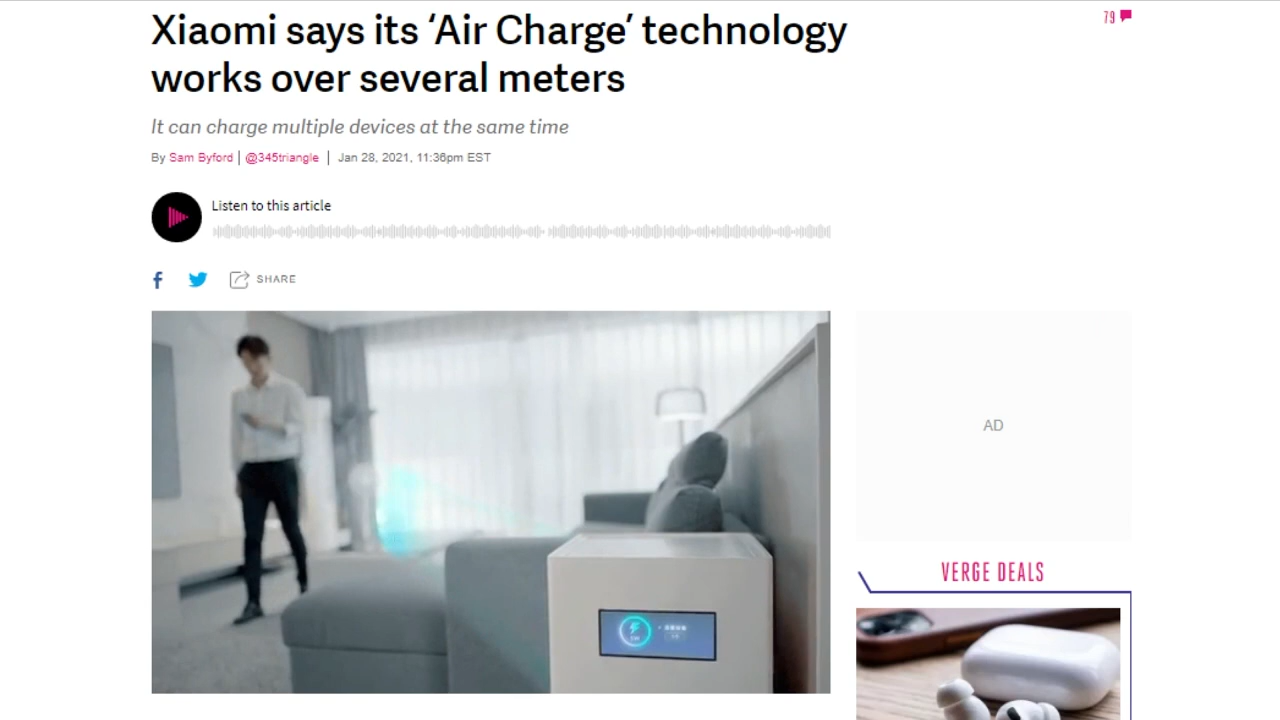 Xiaomi says its ‘Air Charge’ technology
works over several meters
79
It can charge multiple devices at the same time
By Sam Byford | @345triangle | Jan 28, 2021, 11:36pm EST
Listen to this article
SHARE
AD
VERGE DEALS